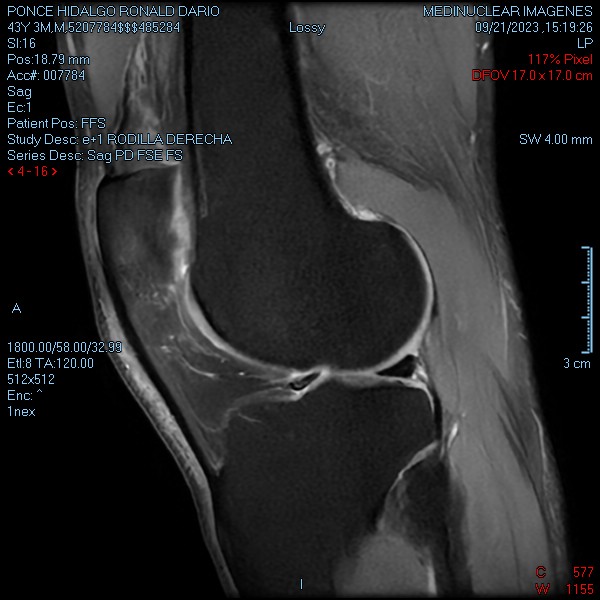 PONCE HIDALGO RONALD DARIO
43Y 3M,M,5207784$$$485284
Sl:16
Pos:18.79 mm
Acc#: 007784
Sag
Ec:1
Patient Pos: FFS
Study Desc: e+1 RODILLA DERECHA
Series Desc: Sag PD FSE FS
< 4 - 16 >
Lossy
MEDINUCLEAR IMAGENES
09/21/2023 ,15:19:26
LP
117% Pixel
DFOV 17.0 x 17.0 cm
SW 4.00 mm
A
1800.00/58.00/32.99
Etl:8 TA:120.00
512x512
Enc: ^
1nex
3 cm
I
C 577
W 1155